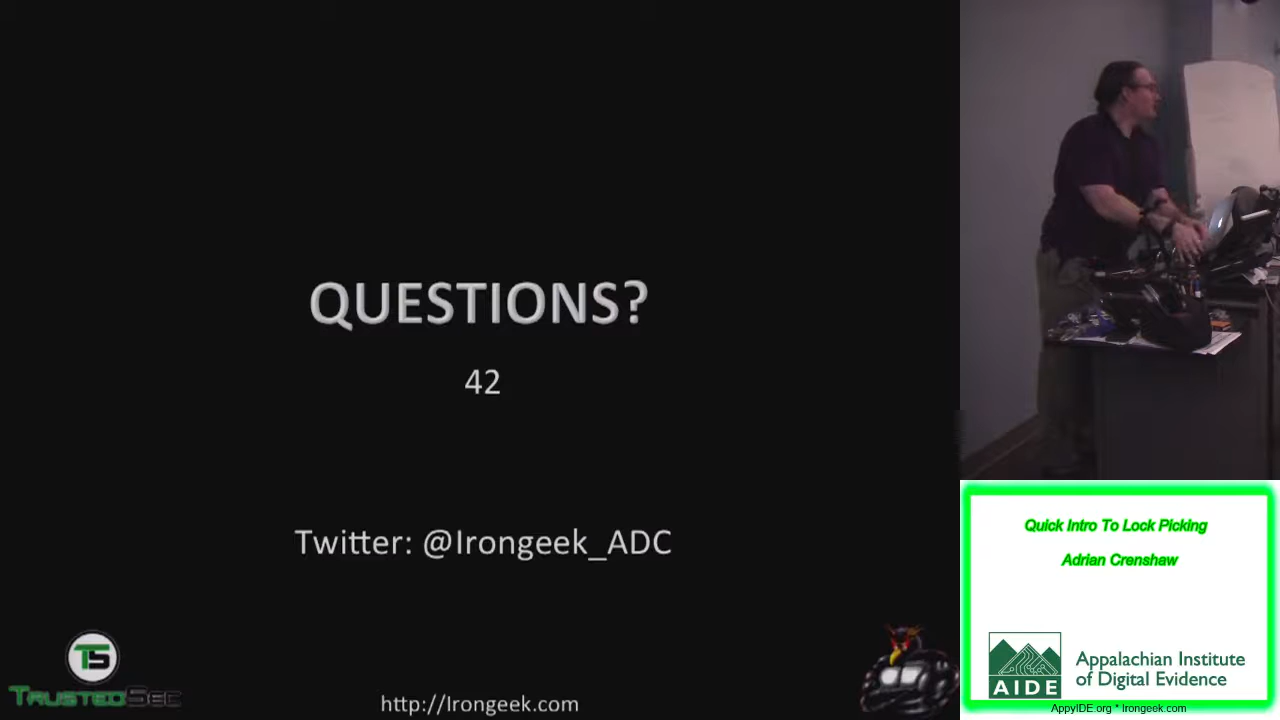 QUESTIONS?
42
Twitter: @Irongeek_ADC
TS
TRUSTEDSEC
http://Irongeek.com
Quick Intro To Lock Picking
Adrian Crenshaw
AIDE
Appalachian Institute
of Digital Evidence
AppyIDE.org * Irongeek.com